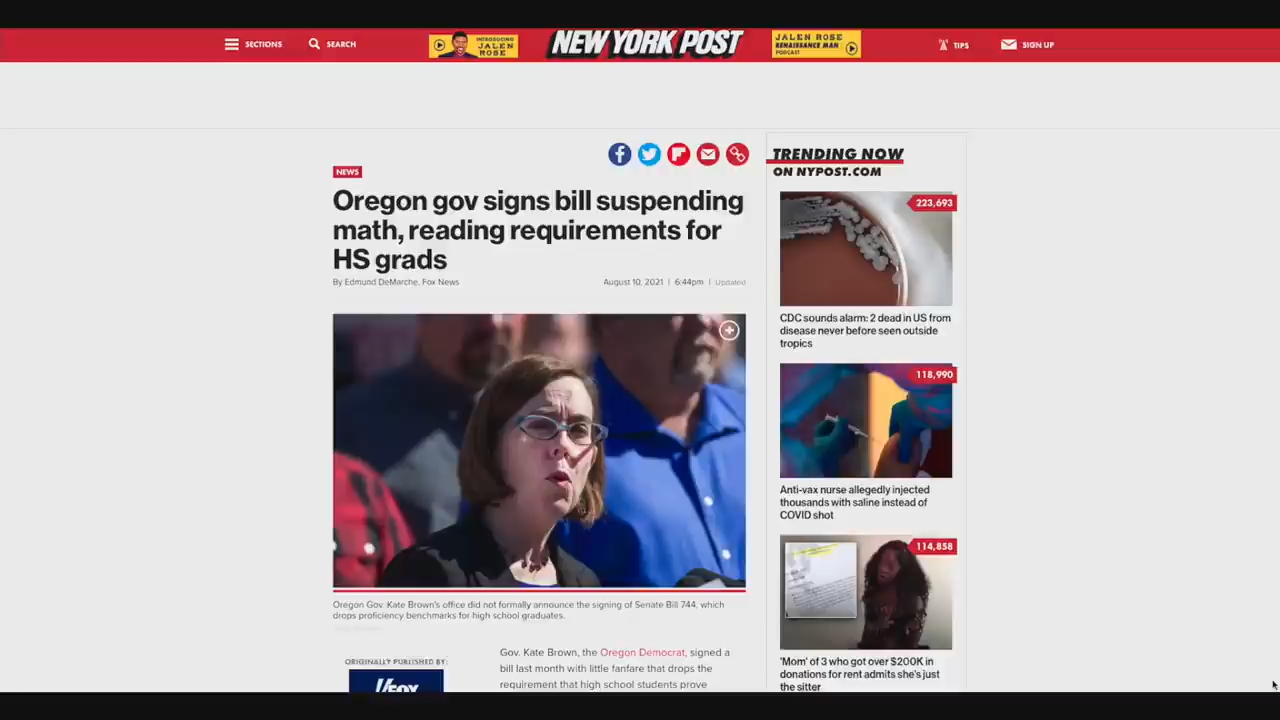 SECTIONS
SEARCH
INTRODUCING
JALEN
ROSE
NEW YORK POST
JALEN ROSE
RENAISSANCE MAN
PODCAST
TIPS
SIGN UP
NEWS
Oregon gov signs bill suspending
math, reading requirements for
HS grads
By Edmund DeMarche, Fox News
August 10, 2021 | 6:44pm | Updated
Oregon Gov. Kate Brown's office did not formally announce the signing of Senate Bill 744, which
drops proficiency benchmarks for high school graduates.
ORIGINALLY PUBLISHED BY:
FOX
Gov. Kate Brown, the Oregon Democrat, signed a
bill last month with little fanfare that drops the
requirement that high school students prove
TRENDING NOW
ON NYPOST.COM
223,693
CDC sounds alarm: 2 dead in US from
disease never before seen outside
tropics
118,990
Anti-vax nurse allegedly injected
thousands with saline instead of
COVID shot
114,858
'Mom' of 3 who got over $200K in
donations for rent admits she's just
the sitter